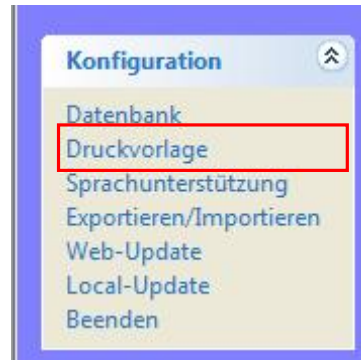 Konfiguration
Datenbank
Druckvorlage
Sprachunterstützung
Exportieren/Importieren
Web-Update
Local-Update
Beenden